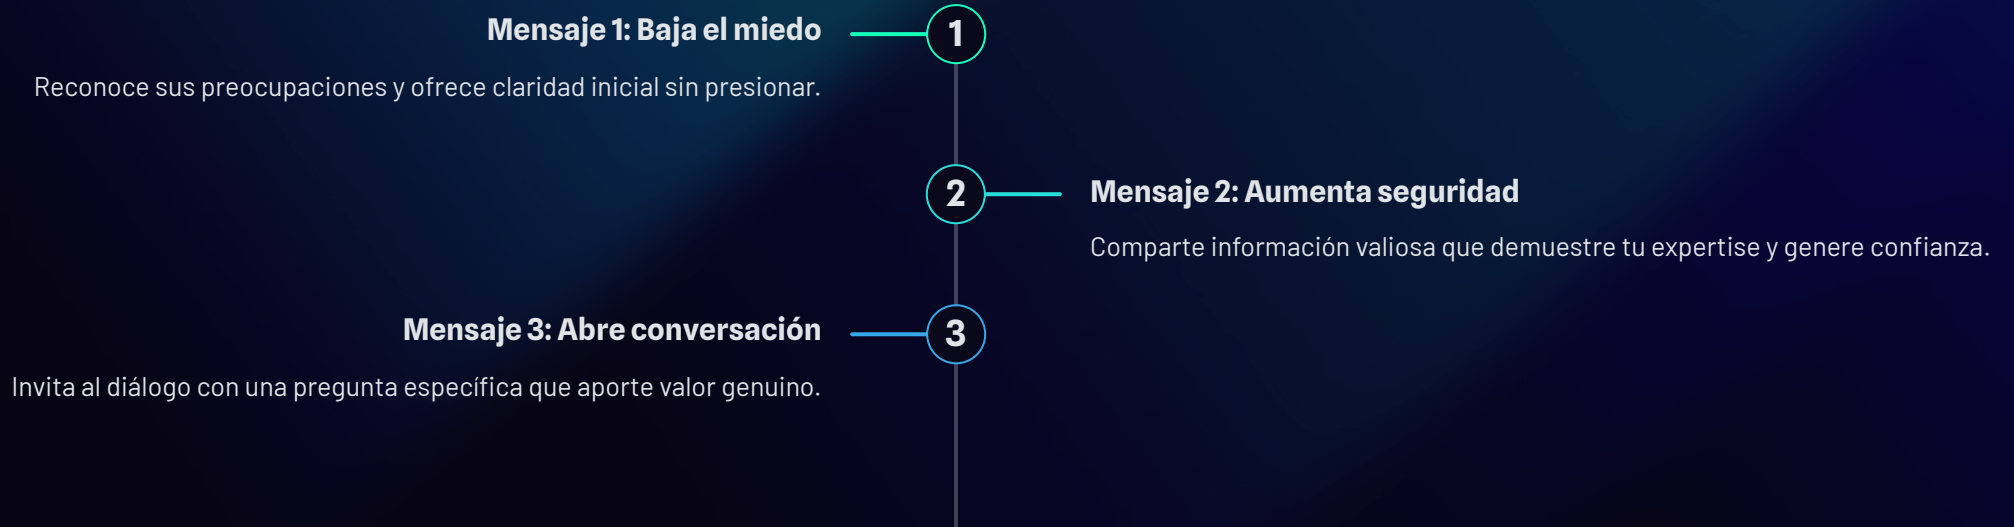 Mensaje 1: Baja el miedo
1
Reconoce sus preocupaciones y ofrece claridad inicial sin presionar.
2
Mensaje 2: Aumenta seguridad
Comparte información valiosa que demuestre tu expertise y genere confianza.
Mensaje 3: Abre conversación
3
Invita al diálogo con una pregunta específica que aporte valor genuino.